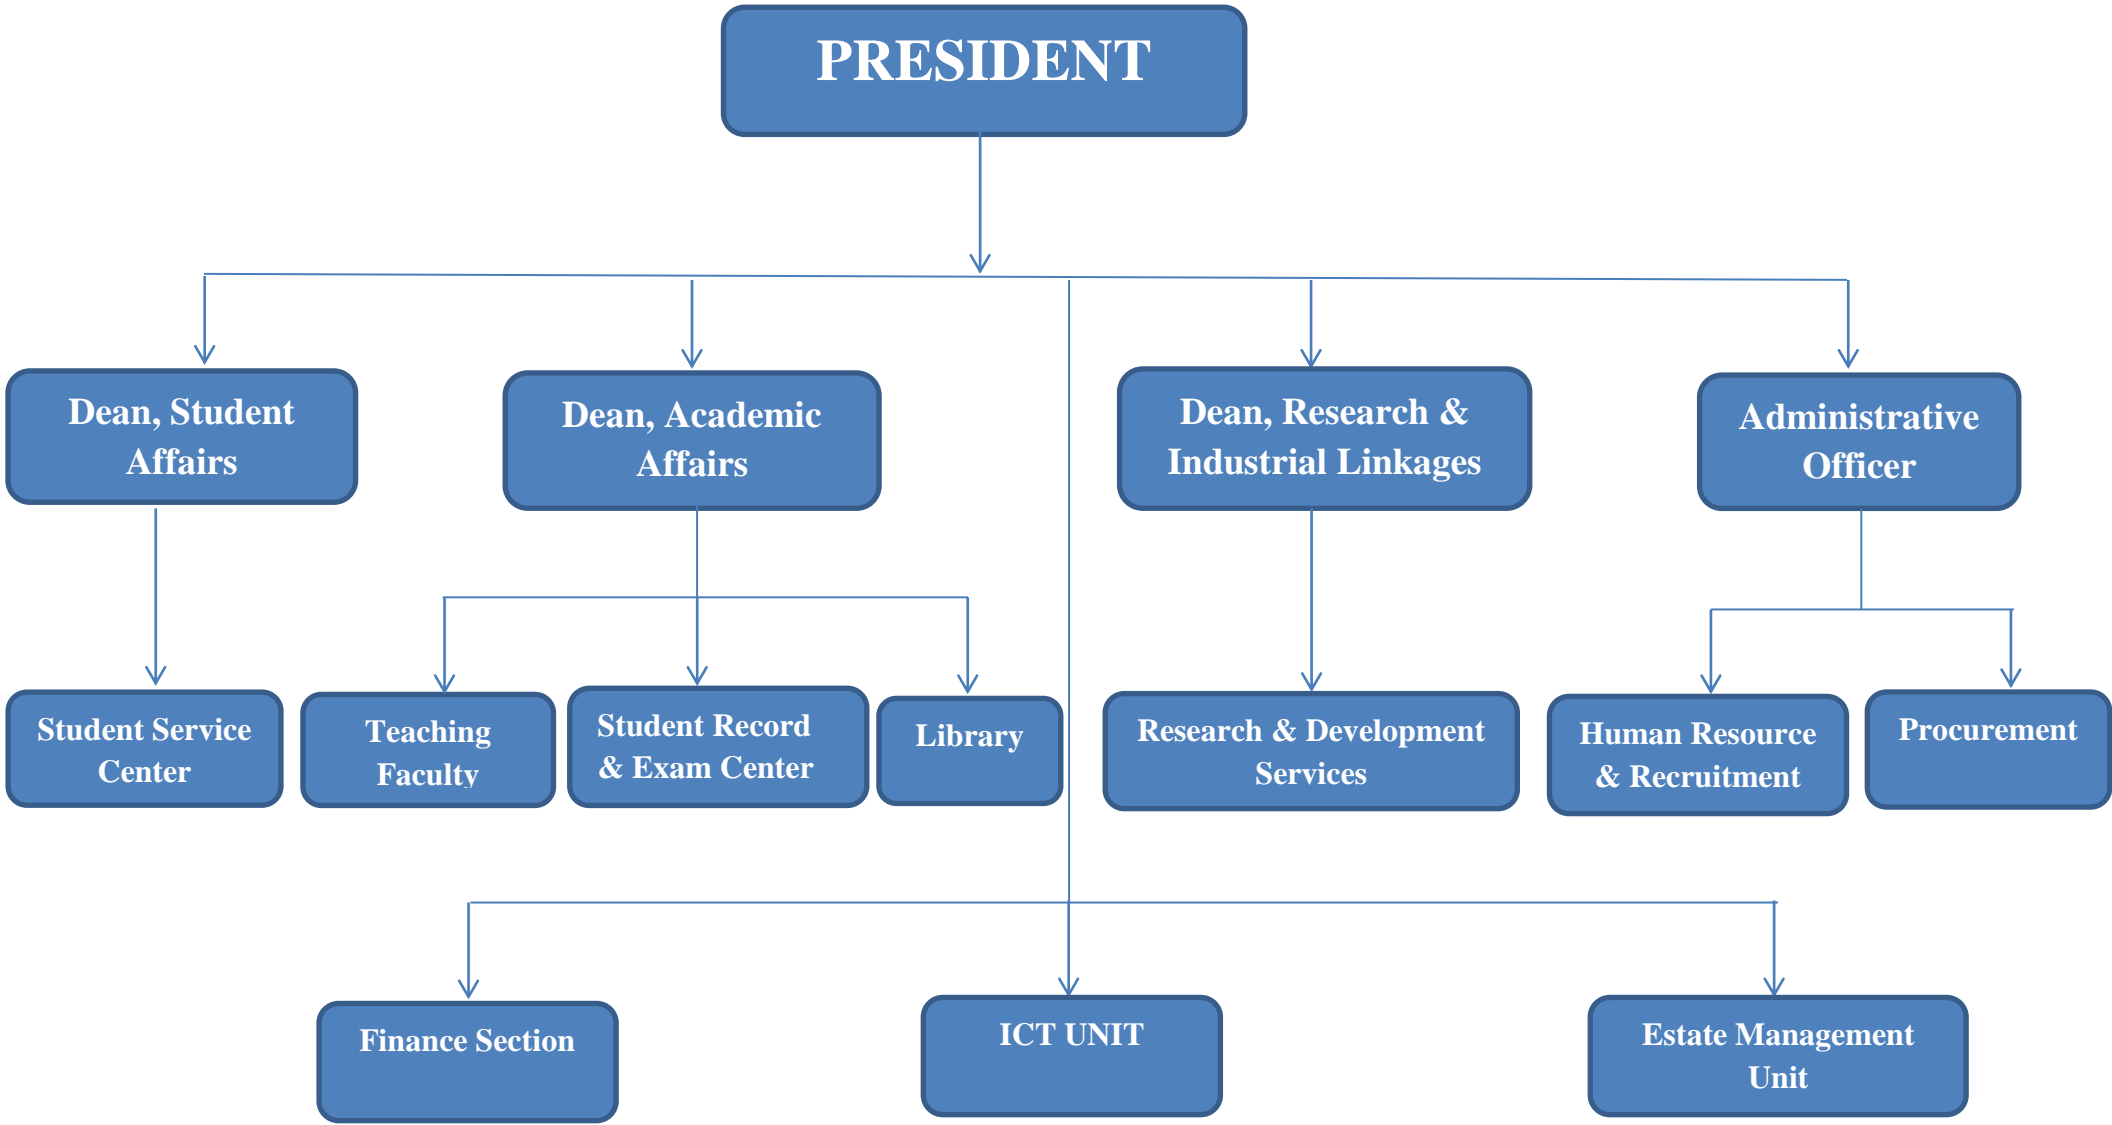 PRESIDENT
Dean, Student
Affairs
Dean, Academic
Affairs
Dean, Research &
Industrial Linkages
Administrative
Officer
Student Service
Center
Teaching
Faculty
Student Record
& Exam Center
Library
Research & Development
Services
Human Resource
& Recruitment
Procurement
Finance Section
ICT UNIT
Estate Management
Unit